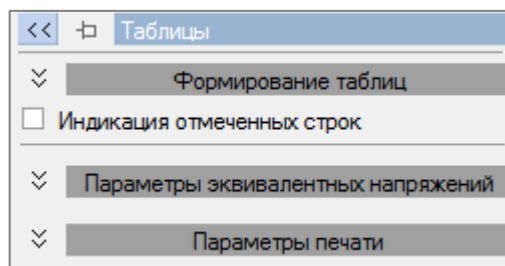 << Таблицы
Формирование таблиц
Индикация отмеченных строк
Параметры эквивалентных напряжений
Параметры печати